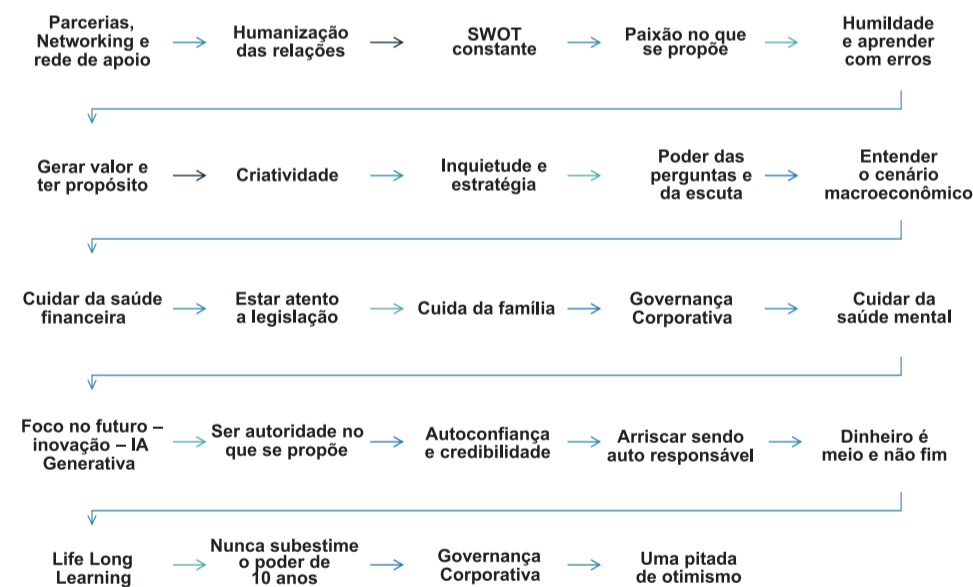 Parcerias,
Networking e
rede de apoio
Humanização
das relações
SWOT
constante
Paixão no que
se propõe
Humildade
e aprender
com erros
Gerar valor e
ter propósito
Criatividade
Inquietude e
estratégia
Poder das
perguntas e
da escuta
Entender
o cenário
macroeconômico
Cuidar da saúde
financeira
Estar atento
a legislação
Cuida da família
Governança
Corporativa
Cuidar da
saúde mental
Foco no futuro –
inovação – IA
Generativa
Ser autoridade no
que se propõe
Autoconfiança
e credibilidade
Arriscar sendo
auto responsável
Dinheiro é
meio e não fim
Life Long
Learning
Nunca subestime
o poder de
10 anos
Governança
Corporativa
Uma pitada
de otimismo